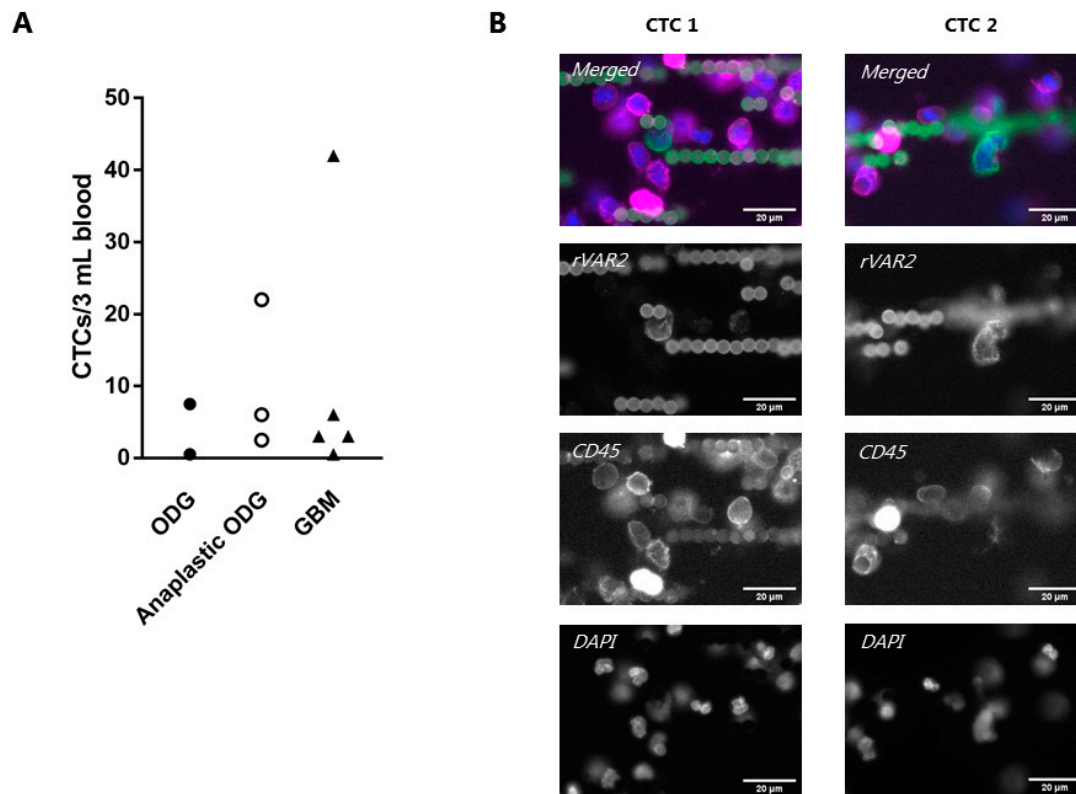 A
CTCs/3 mL blood
50
40
30
20
10
0
ODG
Anaplastic ODG
GBM
B
CTC 1
CTC 2
Merged
20 µm
Merged
20 µm
rVAR2
20 µm
rVAR2
20 µm
CD45
20 µm
CD45
20 µm
DAPI
20 µm
DAPI
20 µm